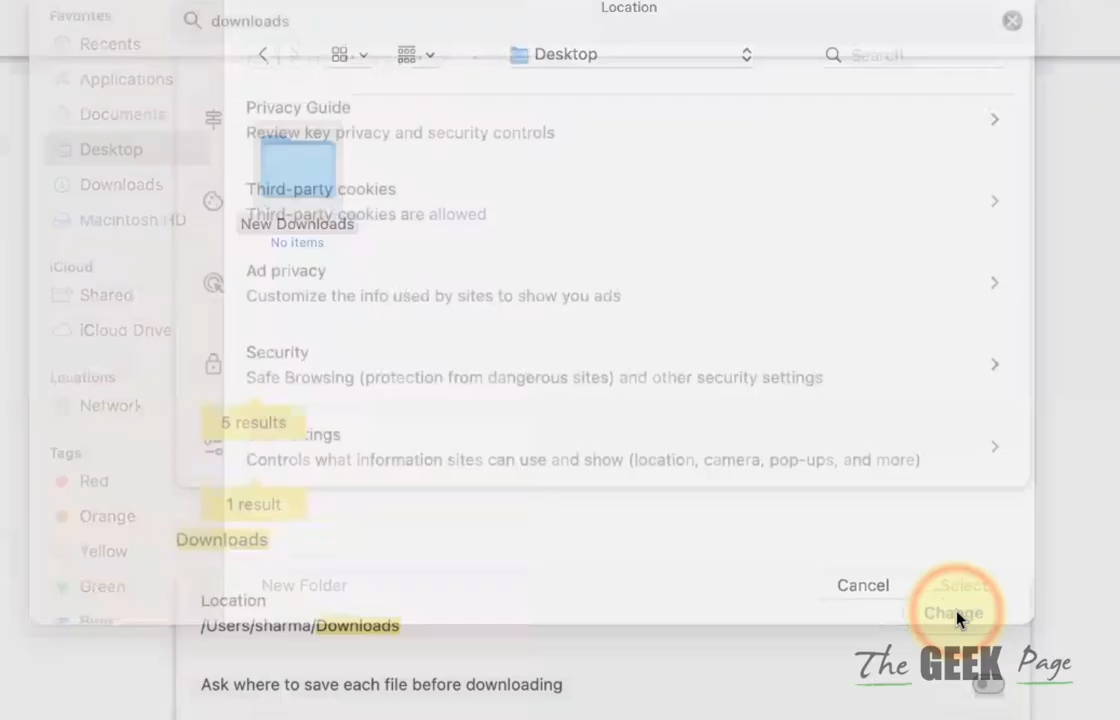 Location
Favorites
downloads
Recents
Desktop
Search
Applications
Privacy Guide
Documents
Review key privacy and security controls
Desktop
Downloads
Third-party cookies
Third-party cookies are allowed
Macintosh HD
New Downloads
No items
iCloud
Ad privacy
Shared
Customize the info used by sites to show you ads
iCloud Drive
Security
Locations
Safe Browsing (protection from dangerous sites) and other security settings
Network
5 results
tings
Tags
Controls what information sites can use and show (location, camera, pop-ups, and more)
Red
1 result
Orange
Downloads
Yellow
Green
New Folder
Cancel
Select
Location
Change
/Users/sharma/Downloads
The GEEK Page
Ask where to save each file before downloading